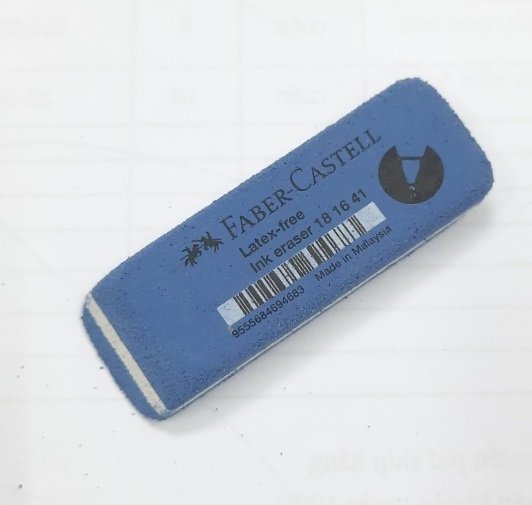 FABER-CASTELL
Latex-free
Ink eraser 18 16 41
9555684694683 Made in Malaysia